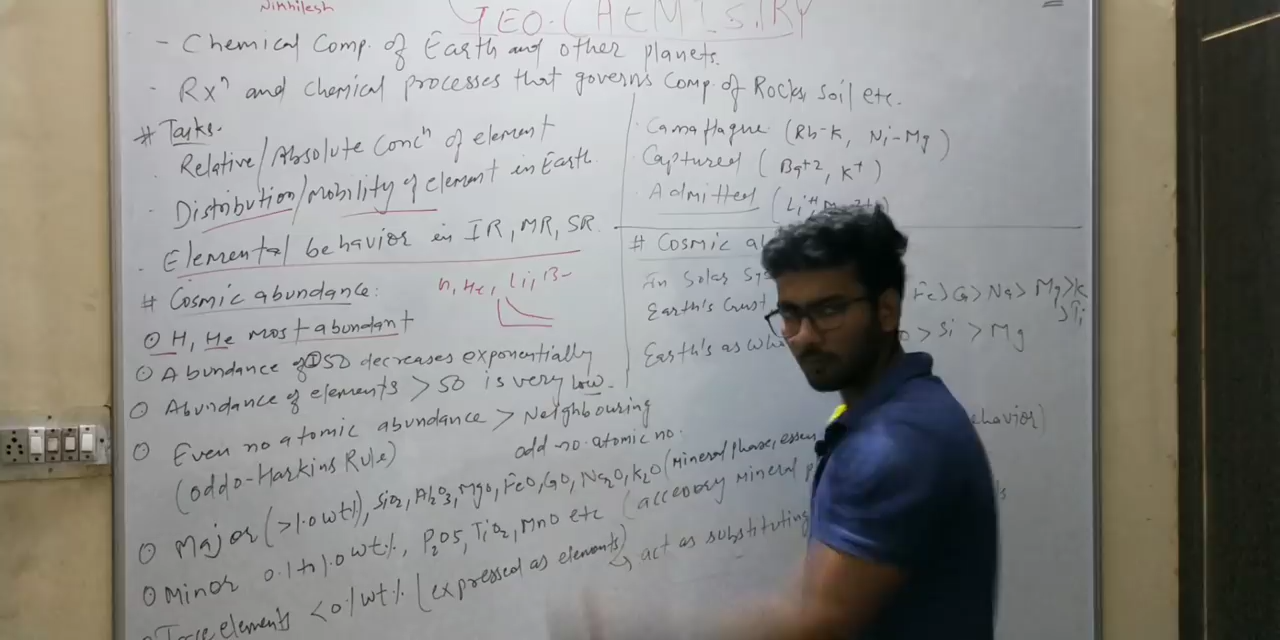 Nikhilesh
GEO-CHEMISTRY
- Chemical Comp. of Earth and other planets.
- Rxⁿ and chemical processes that governs Comp. of Rocks, soil etc.
# Tasks.
· Relative/Absolute Concⁿ of element
· Distribution/Mobility of element in Earth.
· Elemental behavior in IR, MR, SR.
# Cosmic abundance:
H, He, Li, B-
⊙ H, He most abundant
⊙ Abundance of 50 decreases exponentially
⊙ Abundance of elements > 50 is very low.
⊙ Even no atomic abundance > Neighbouring
odd no. atomic no.
(Oddo-Harkins Rule)
⊙ Major (>1.0 wt%), SiO2, Al2O3, MgO, FeO, CaO, Na2O, K2O (Mineral phase, essen
⊙ Minor 0.1 to 1.0 wt%, P2O5, TiO2, MnO etc (accessory mineral p
Trace elements <0.1 wt% (expressed as elements)
↳ act as substituting
· Camaflague (Rb-K, Ni-Mg)
· Captured (Ba+2, K+)
· Admitted (Li+
# Cosmic a
In Solar Sys
Earth's Crust Fe > Ca > Na > Mg > K
> Ti
Earth's as who > Si > Mg
ehavior)